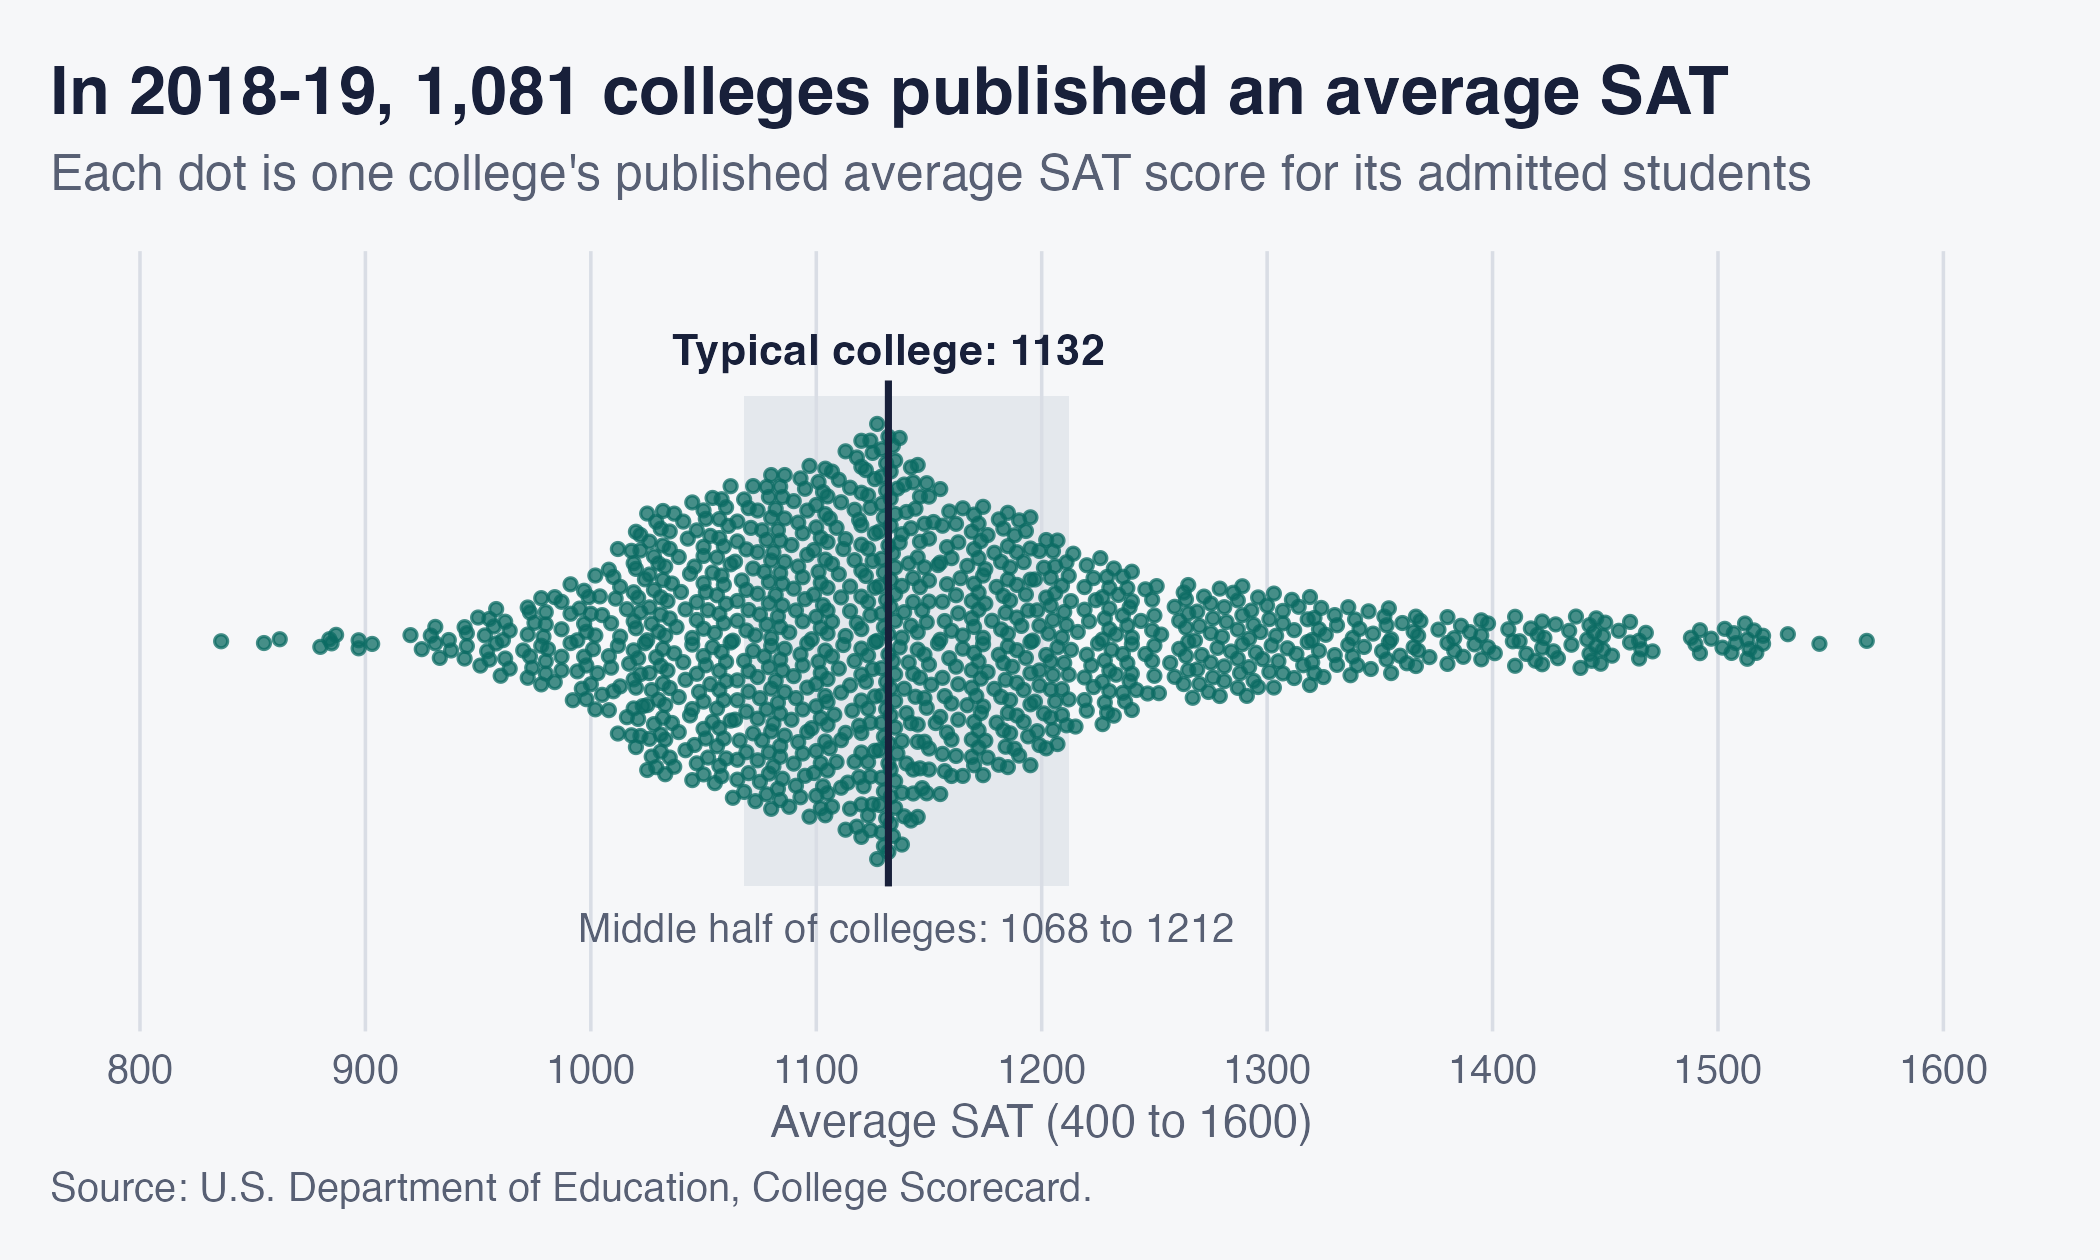 In 2018-19, 1,081 colleges published an average SAT
Each dot is one college's published average SAT score for its admitted students
Typical college: 1132
Middle half of colleges: 1068 to 1212
800 900 1000 1100 1200 1300 1400 1500 1600
Average SAT (400 to 1600)
Source: U.S. Department of Education, College Scorecard.